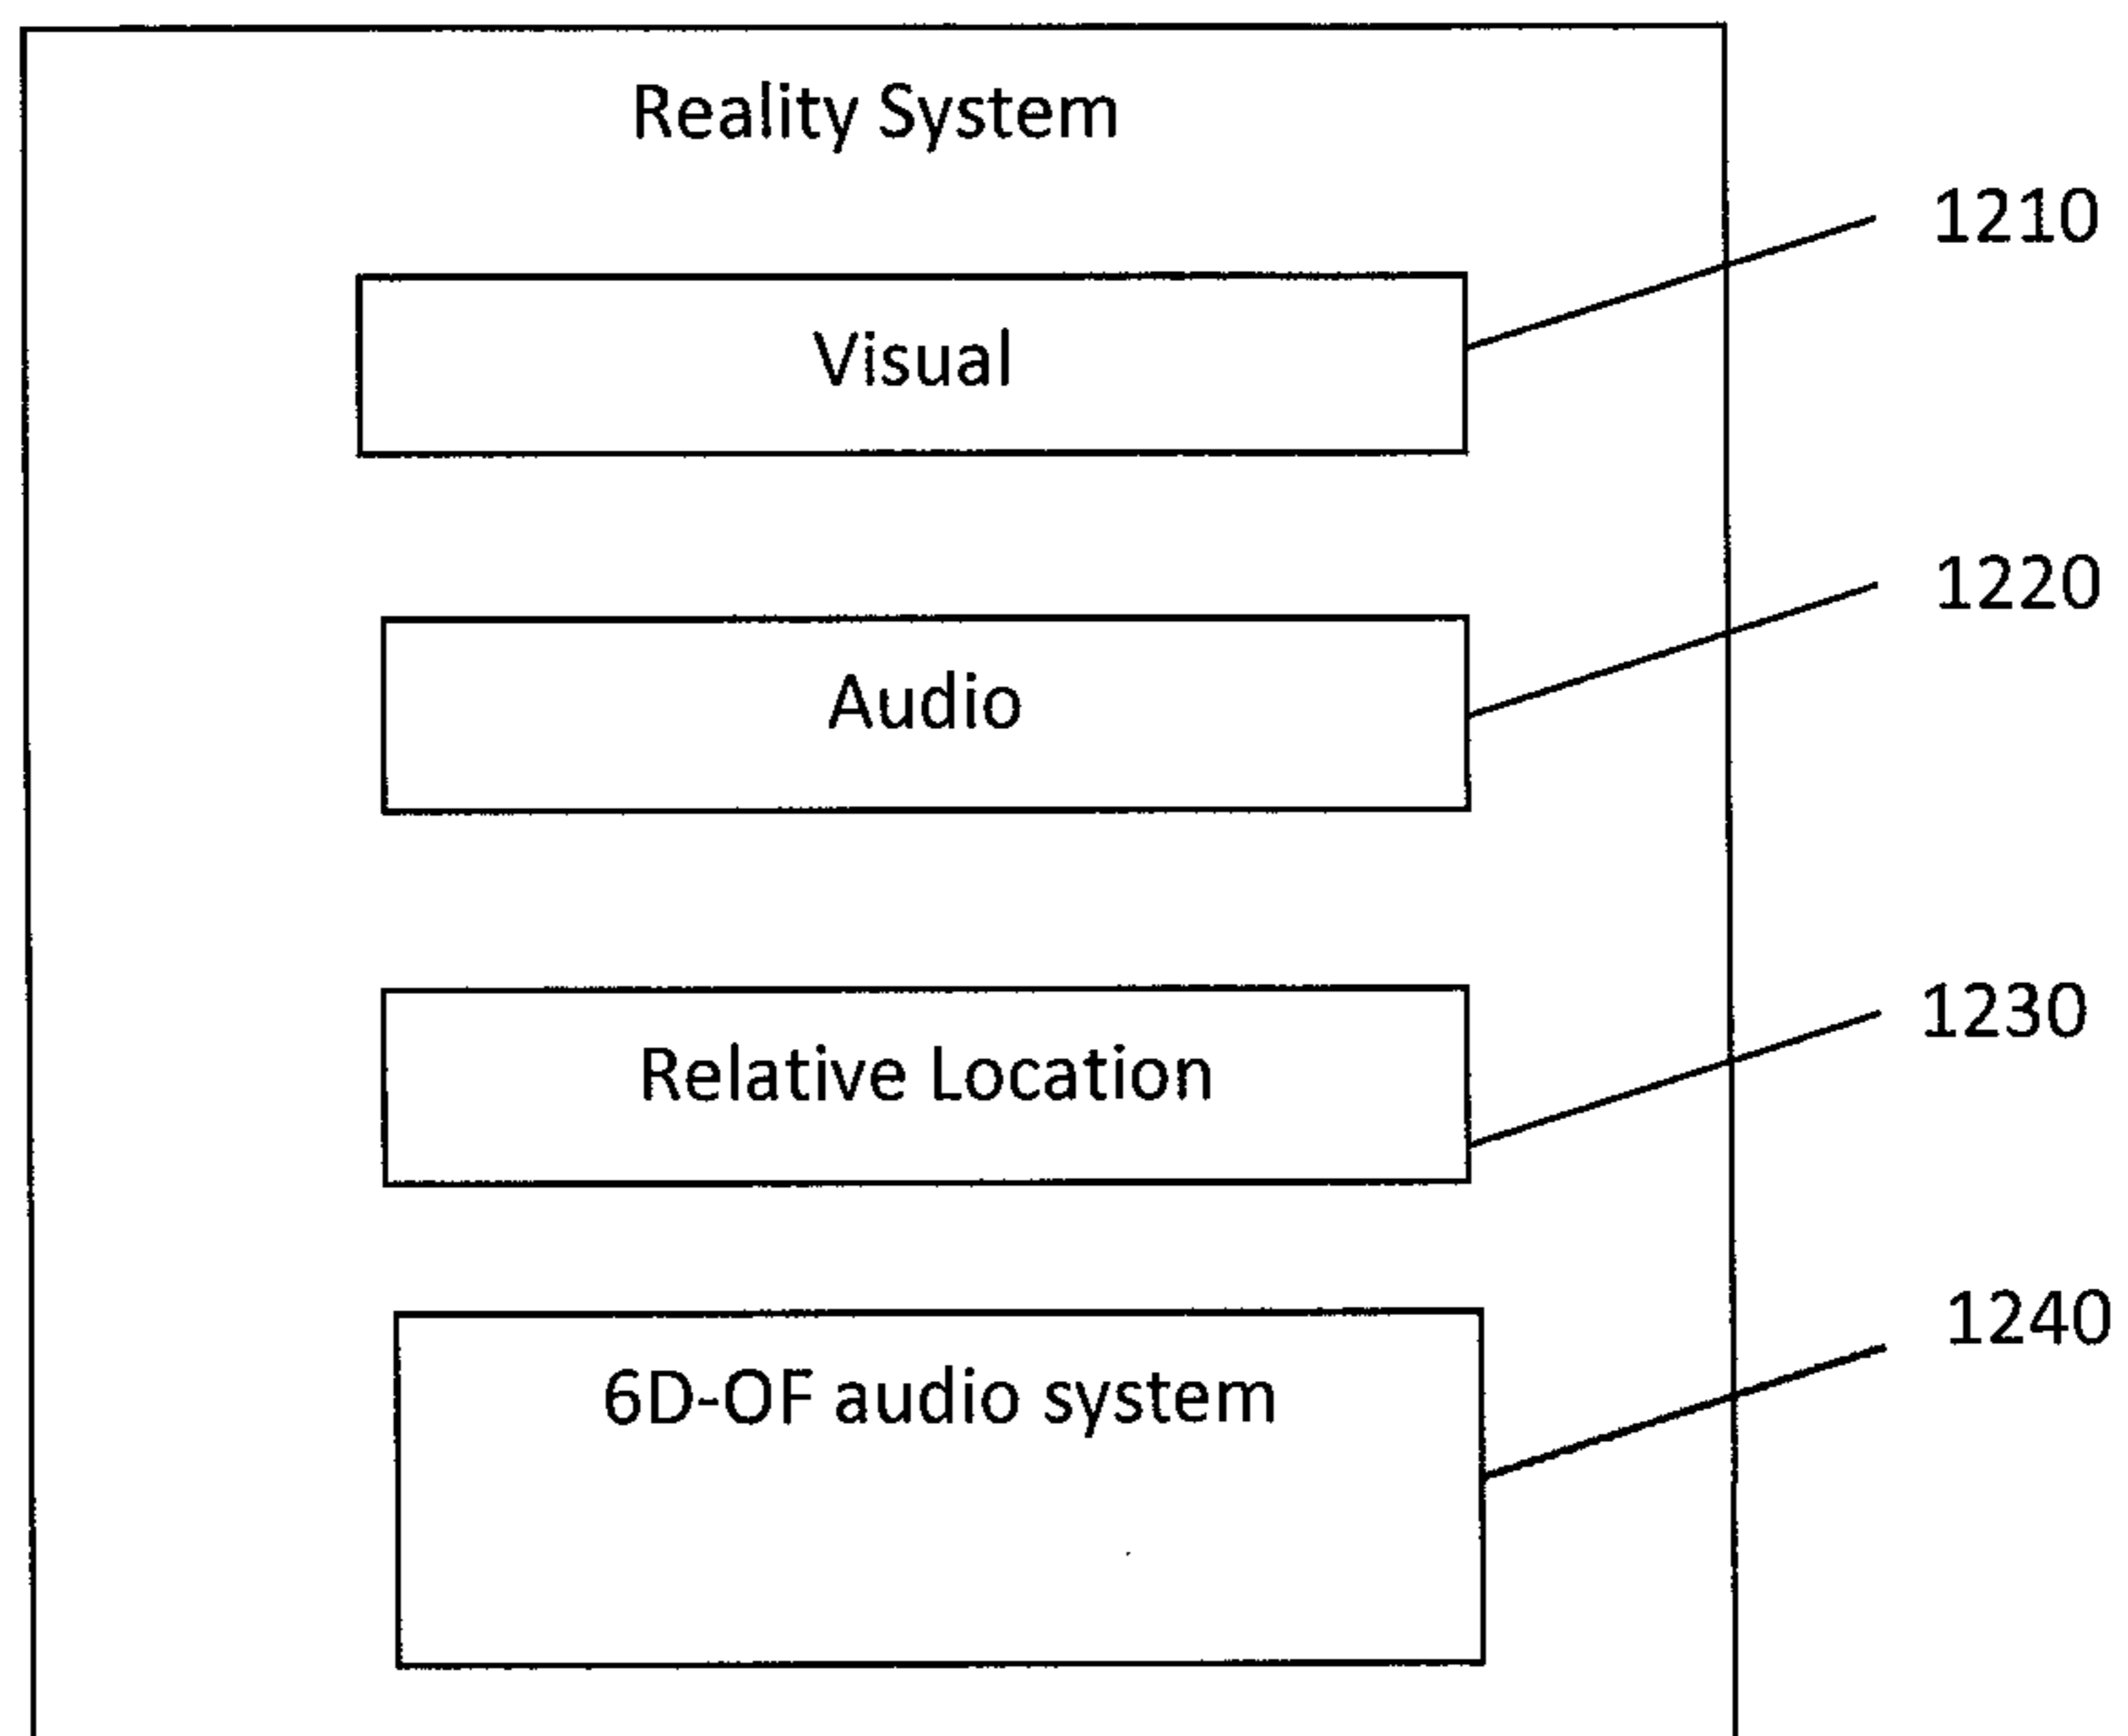 Reality System
1210
Visual
1220
Audio
1230
Relative Location
1240
6D-OF audio system